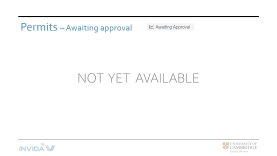 Permits – Awaiting approval
Awaiting Approval
NOT YET AVAILABLE
INVIDA
UNIVERSITY OF
CAMBRIDGE